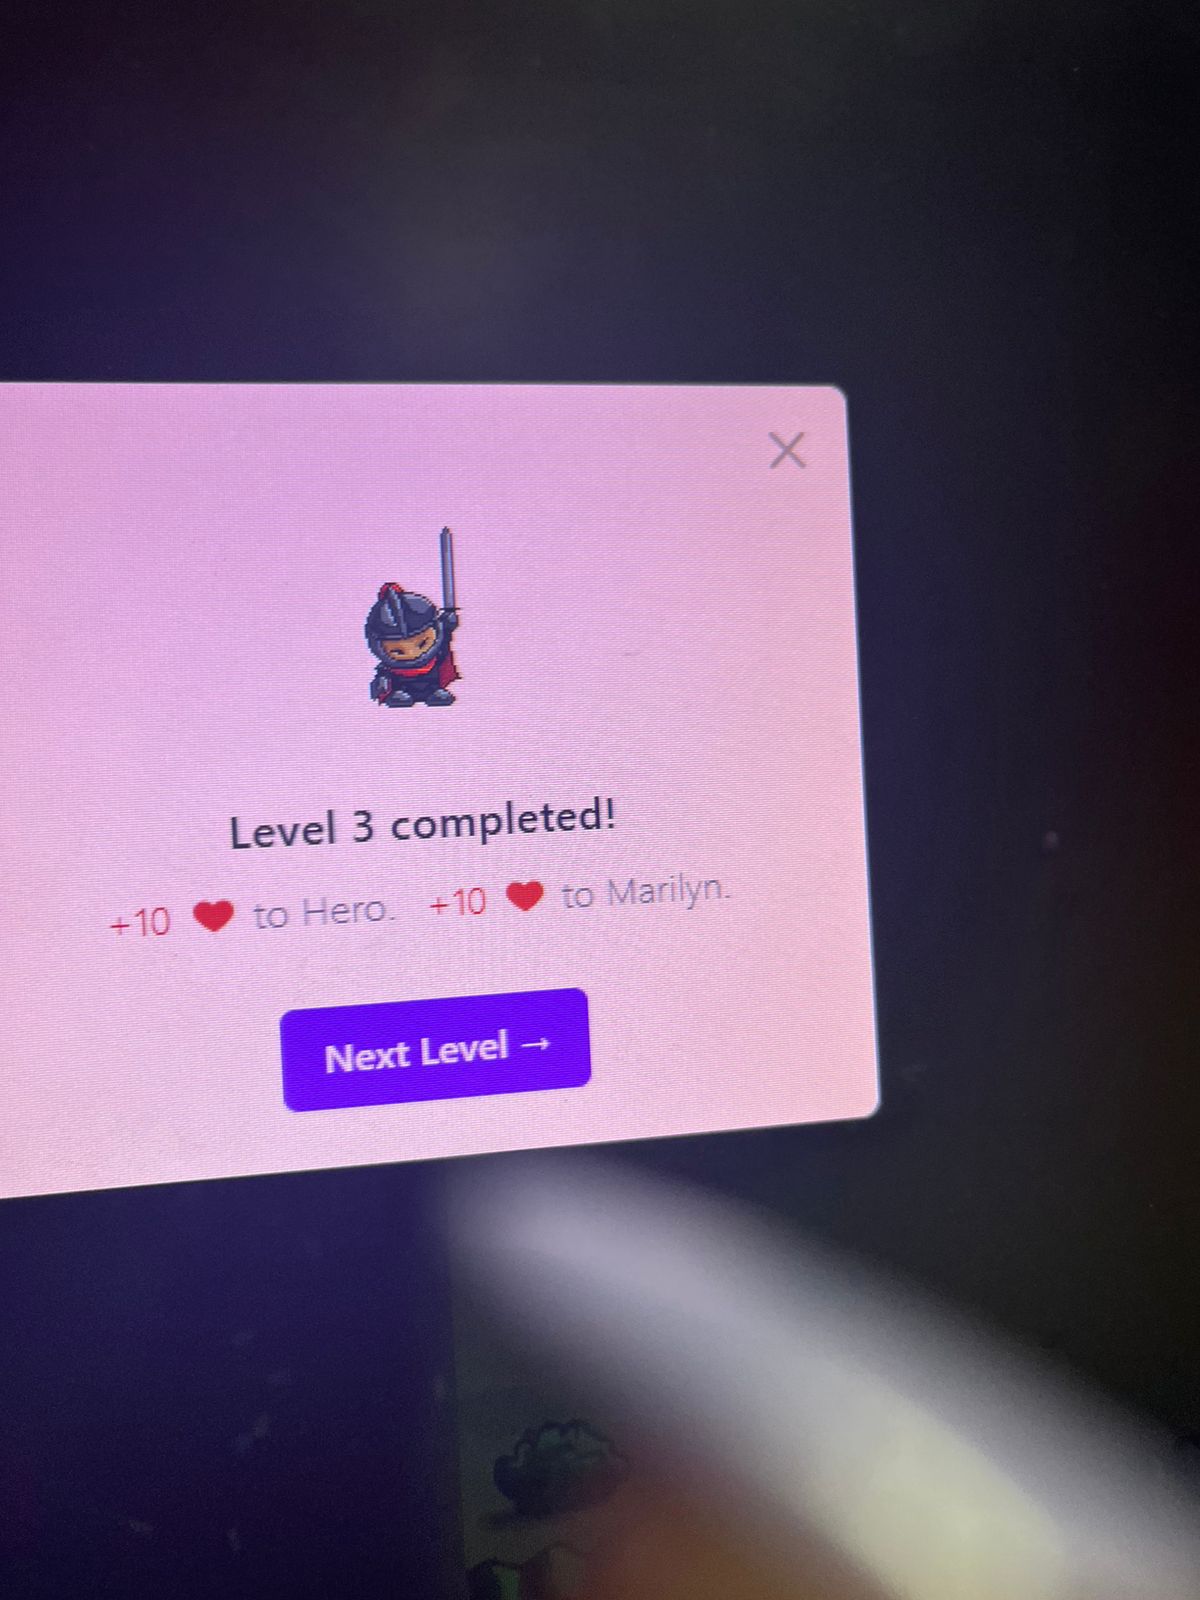 Level 3 completed!
+10 ❤ to Hero. +10 ❤ to Marilyn.
Next Level →